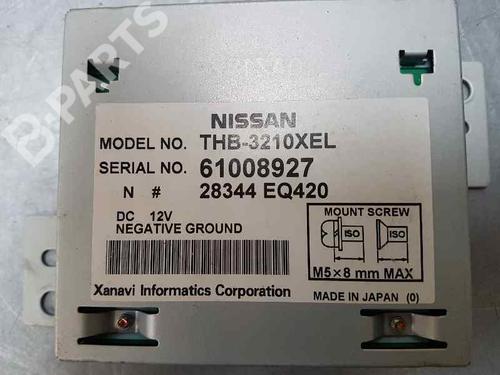 B-PARTS
NISSAN
MODEL NO. THB-3210XEL
SERIAL NO. 61008927
N # 28344 EQ420
DC 12V
NEGATIVE GROUND
MOUNT SCREW
ISO ISO
M5×8 mm MAX
Xanavi Informatics Corporation
MADE IN JAPAN (0)